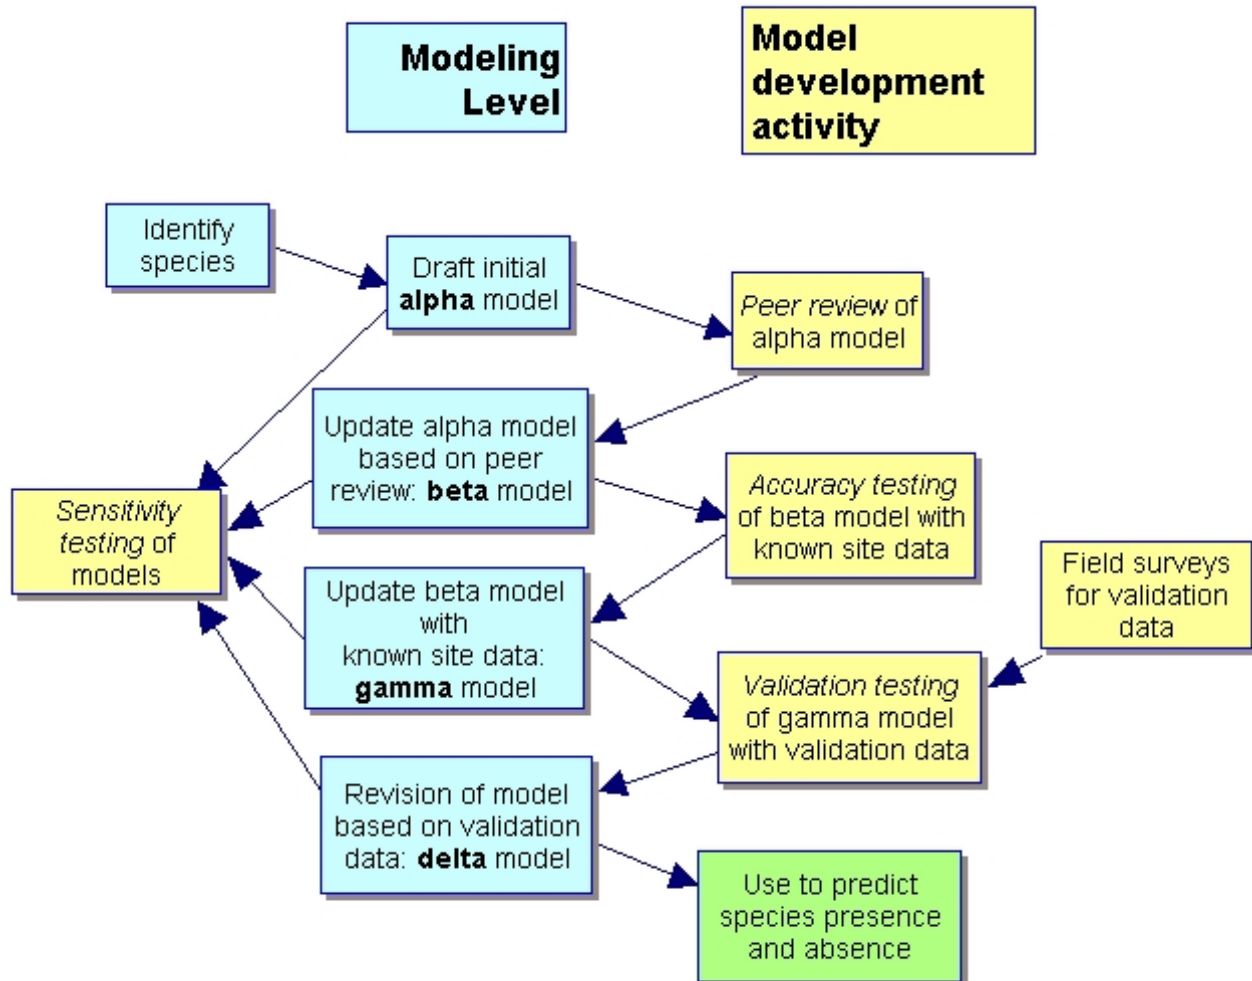 Modeling
Level
Model
development
activity
Identify
species
Draft initial
alpha model
Peer review of
alpha model
Update alpha model
based on peer
review: beta model
Accuracy testing
of beta model with
known site data
Sensitivity
testing of
models
Field surveys
for validation
data
Update beta model
with
known site data:
gamma model
Validation testing
of gamma model
with validation data
Revision of model
based on validation
data: delta model
Use to predict
species presence
and absence